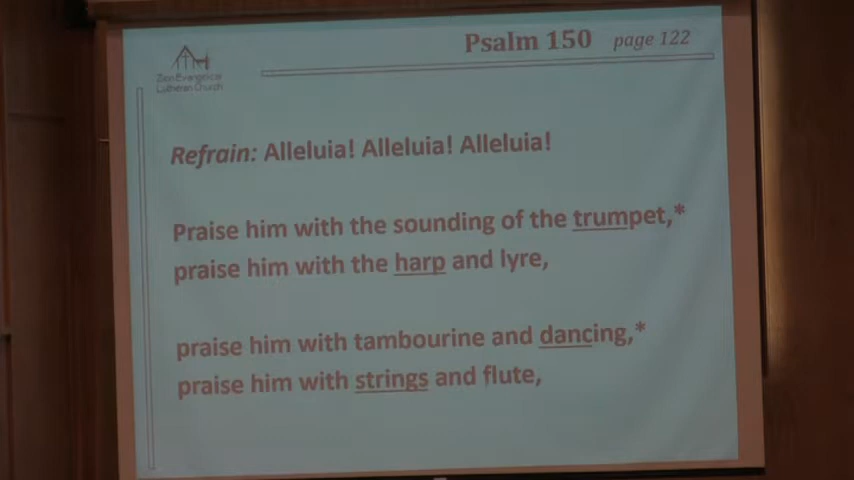 Psalm 150 page 122
Zion Evangelical
Lutheran Church
Refrain: Alleluia! Alleluia! Alleluia!
Praise him with the sounding of the trumpet,*
praise him with the harp and lyre,
praise him with tambourine and dancing,*
praise him with strings and flute,